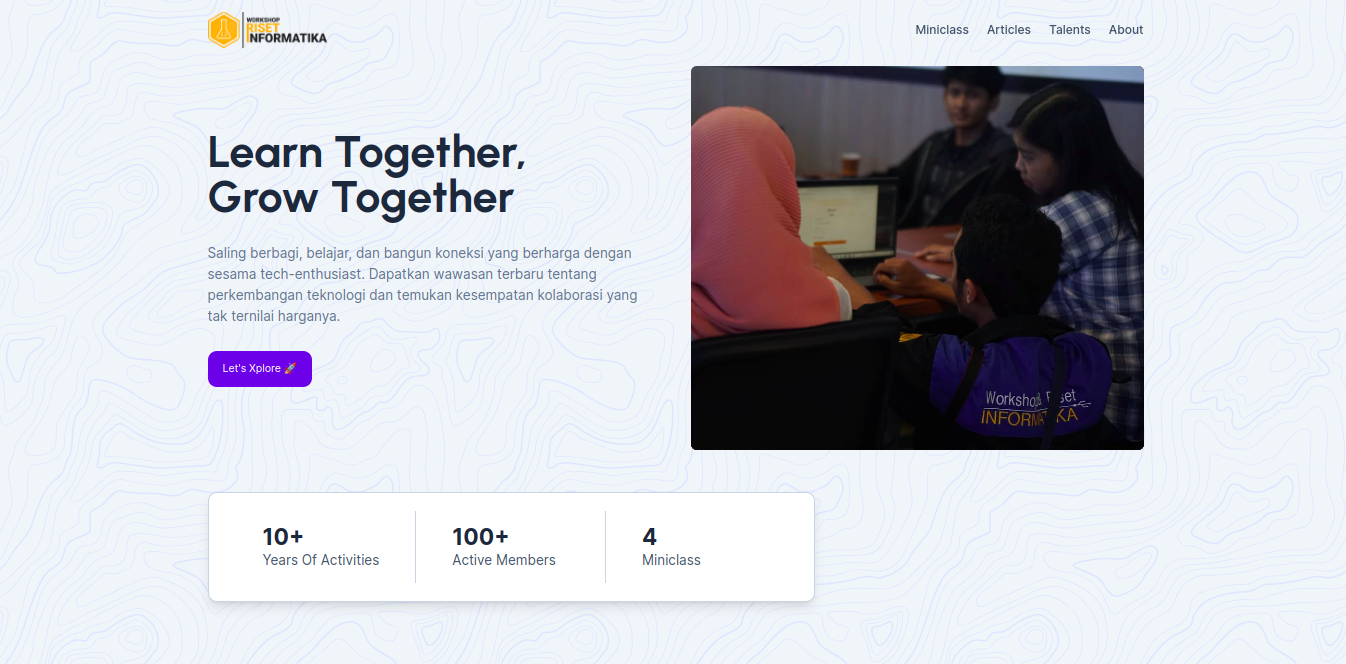 WORKSHOP
RISET
INFORMATIKA
Miniclass Articles Talents About
Learn Together,
Grow Together
Saling berbagi, belajar, dan bangun koneksi yang berharga dengan
sesama tech-enthusiast. Dapatkan wawasan terbaru tentang
perkembangan teknologi dan temukan kesempatan kolaborasi yang
tak ternilai harganya.
Let's Xplore 🚀
Workshop Riset
INFORMATIKA
10+
Years Of Activities
100+
Active Members
4
Miniclass